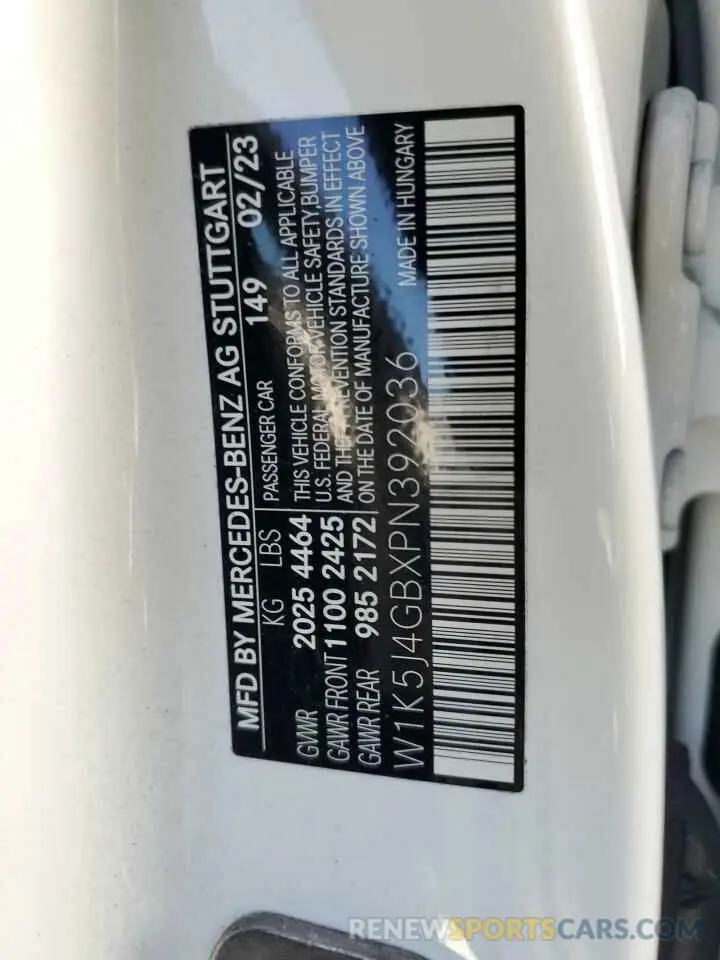 MFD BY MERCEDES-BENZ AG STUTTGART
KG LBS 149 02/23
GVWR 2025 4464
GAWR FRONT 1100 2425
GAWR REAR 985 2172
PASSENGER CAR
THIS VEHICLE CONFORMS TO ALL APPLICABLE
U.S. FEDERAL MOTOR VEHICLE SAFETY, BUMPER
AND THEFT PREVENTION STANDARDS IN EFFECT
ON THE DATE OF MANUFACTURE SHOWN ABOVE
W1K5J4GBXPN392036 MADE IN HUNGARY
RENEWSPORTSCARS.COM